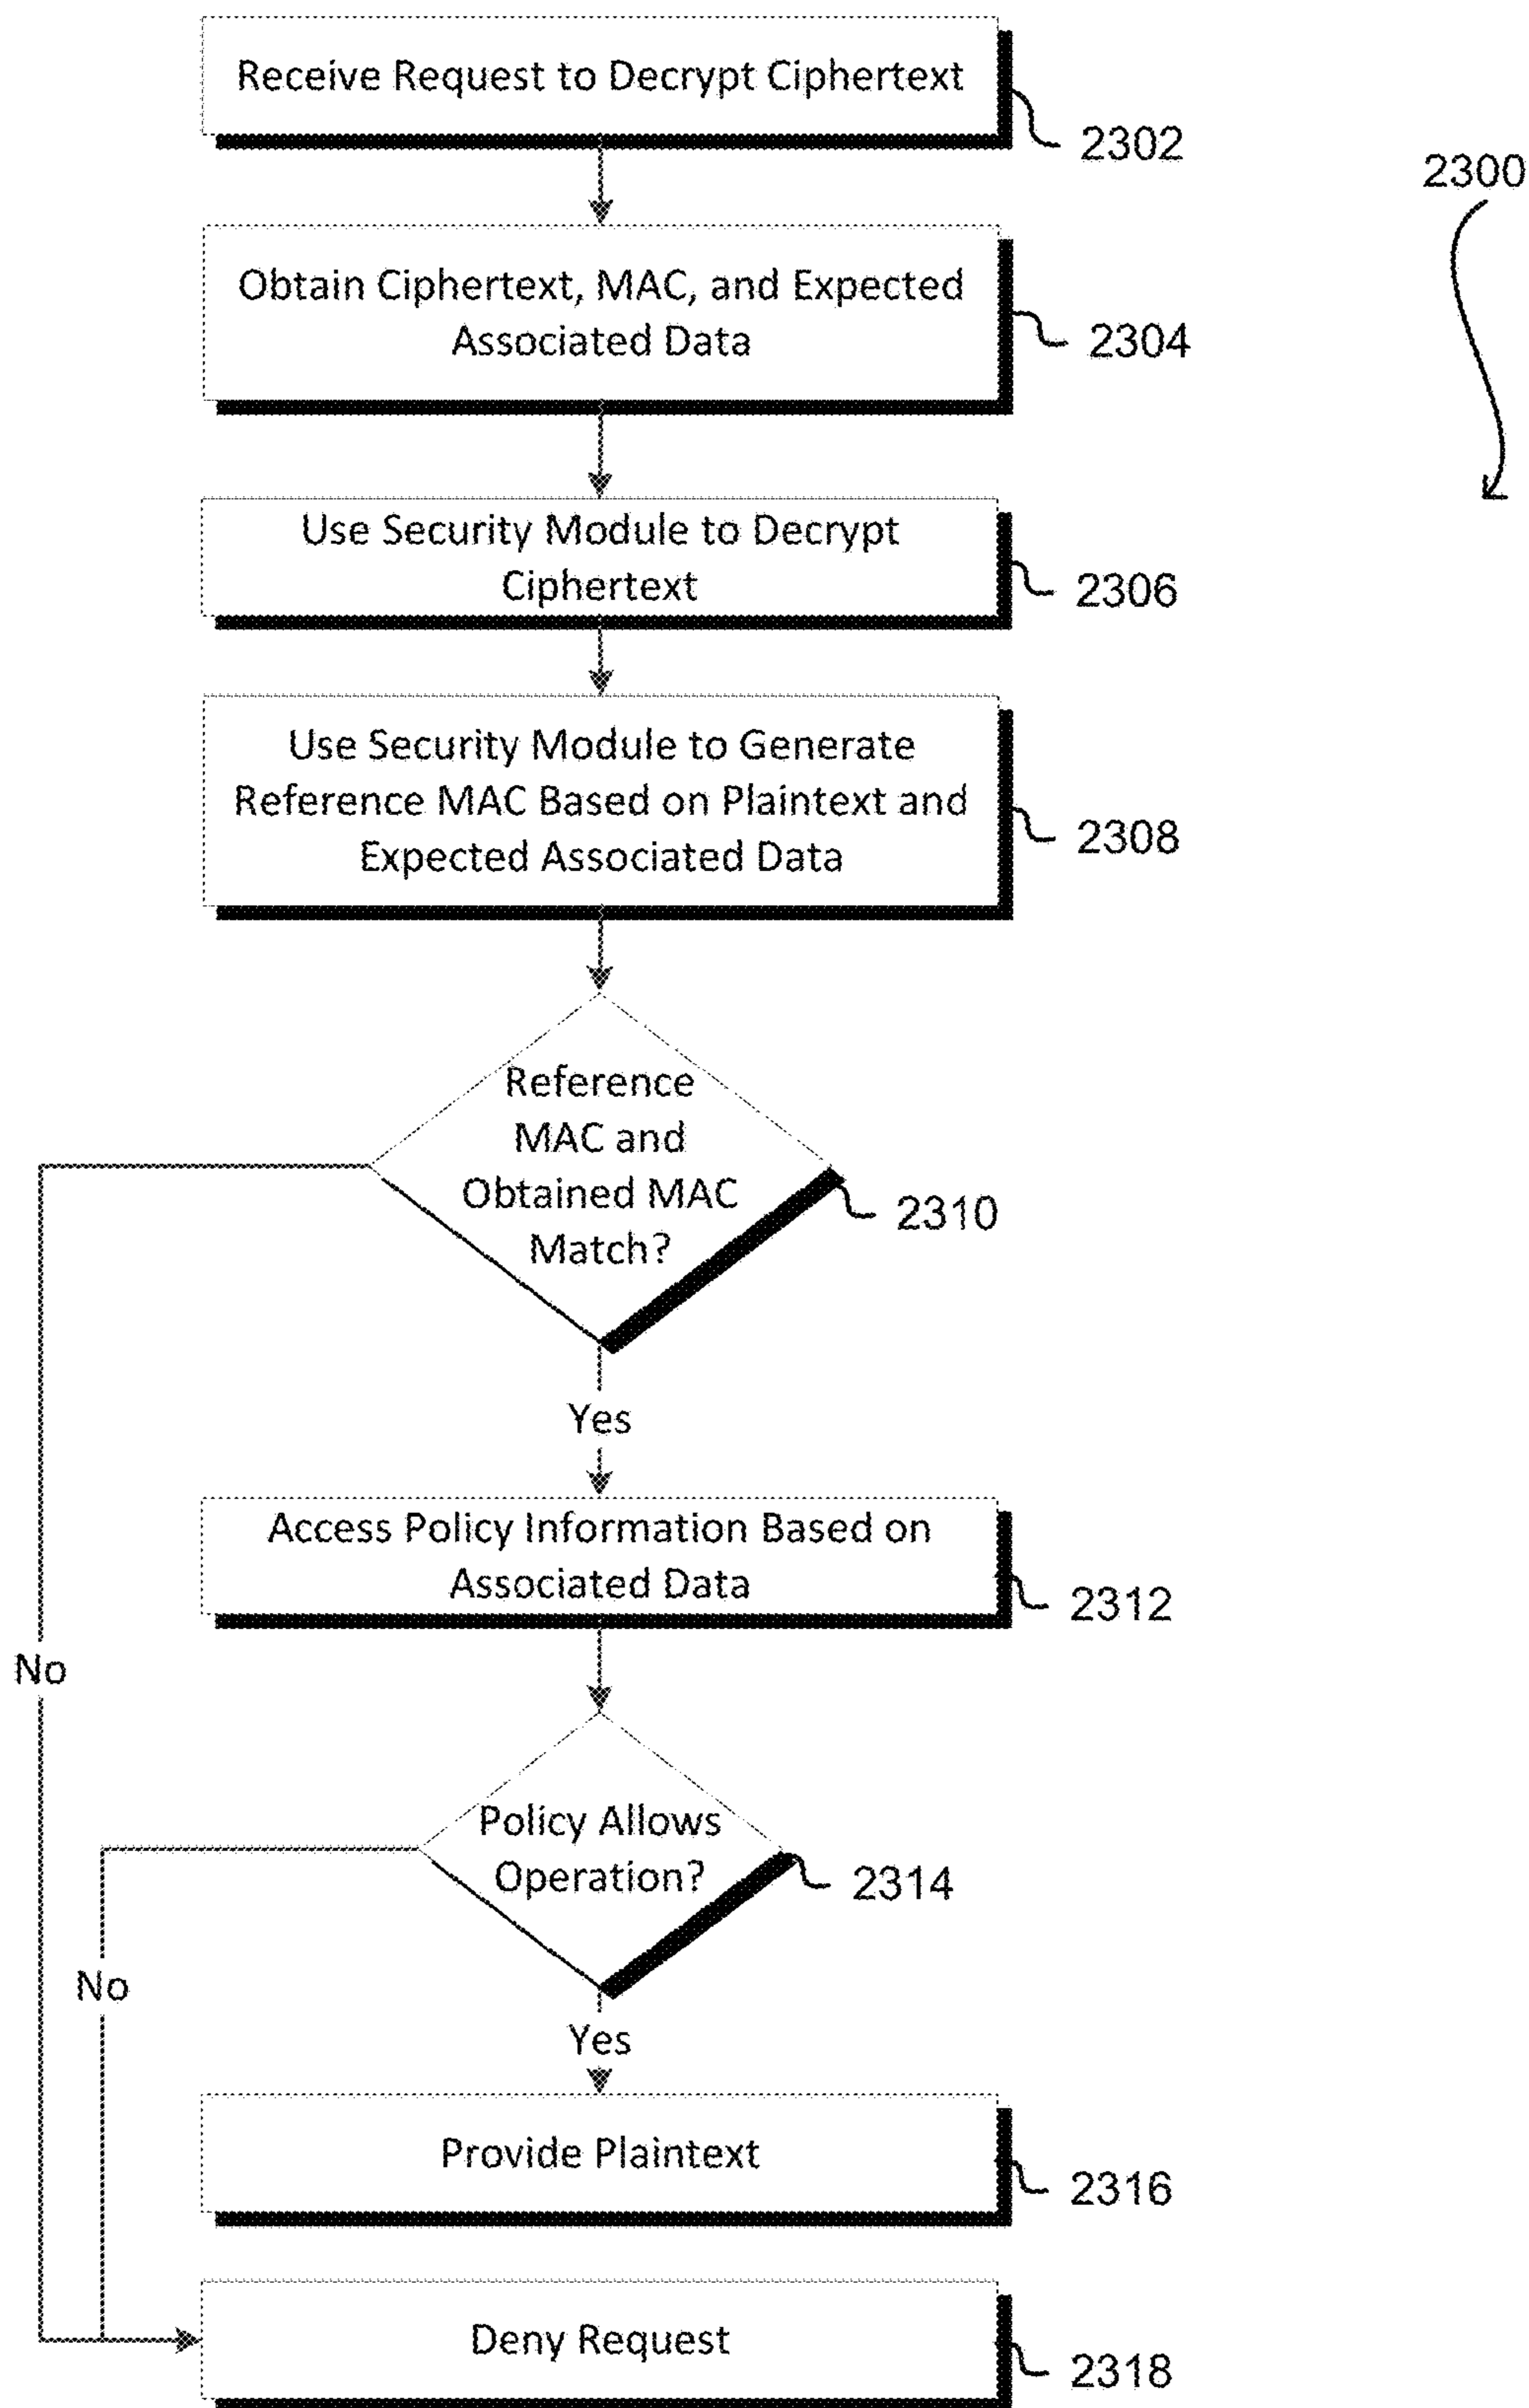 Receive Request to Decrypt Ciphertext
2302
2300
Obtain Ciphertext, MAC, and Expected
Associated Data
2304
Use Security Module to Decrypt
Ciphertext
2306
Use Security Module to Generate
Reference MAC Based on Plaintext and
Expected Associated Data
2308
Reference
MAC and
Obtained MAC
Match?
2310
Yes
Access Policy Information Based on
Associated Data
2312
No
Policy Allows
Operation?
2314
No
Yes
Provide Plaintext
2316
Deny Request
2318